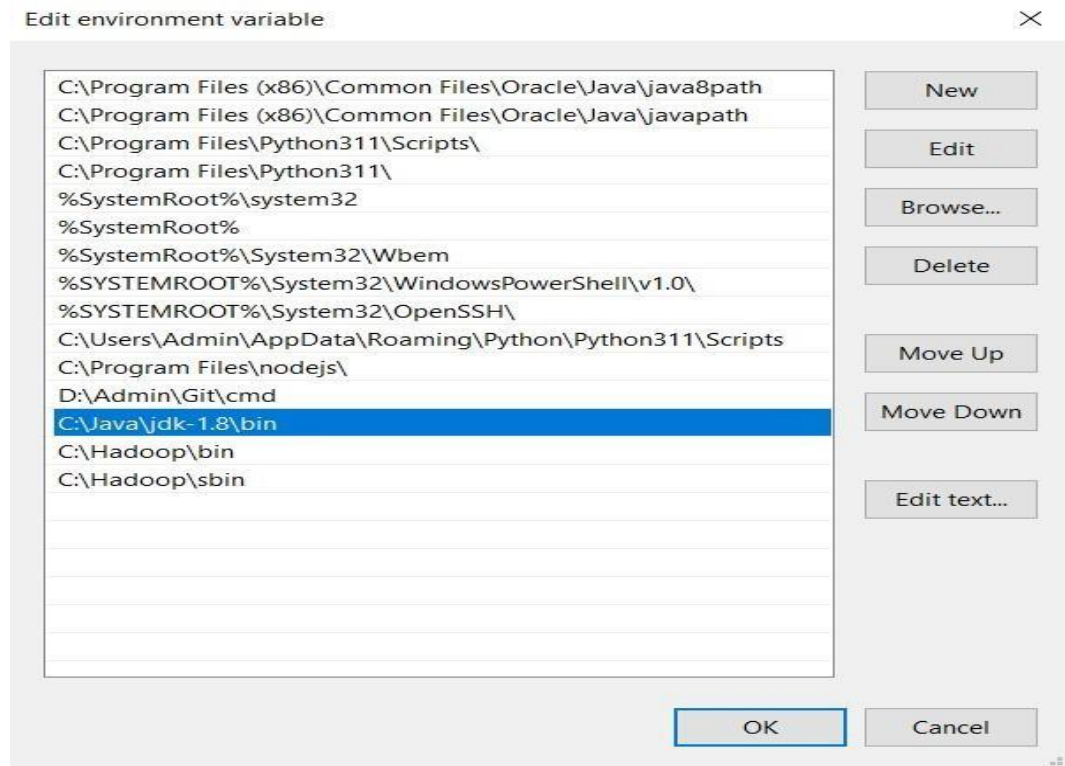 Edit environment variable
C:\Program Files (x86)\Common Files\Oracle\Java\java8path
C:\Program Files (x86)\Common Files\Oracle\Java\javapath
C:\Program Files\Python311\Scripts\
C:\Program Files\Python311\
%SystemRoot%\system32
%SystemRoot%
%SystemRoot%\System32\Wbem
%SYSTEMROOT%\System32\WindowsPowerShell\v1.0\
%SYSTEMROOT%\System32\OpenSSH\
C:\Users\Admin\AppData\Roaming\Python\Python311\Scripts
C:\Program Files\nodejs\
D:\Admin\Git\cmd
C:\Java\jdk-1.8\bin
C:\Hadoop\bin
C:\Hadoop\sbin
New
Edit
Browse...
Delete
Move Up
Move Down
Edit text...
OK
Cancel